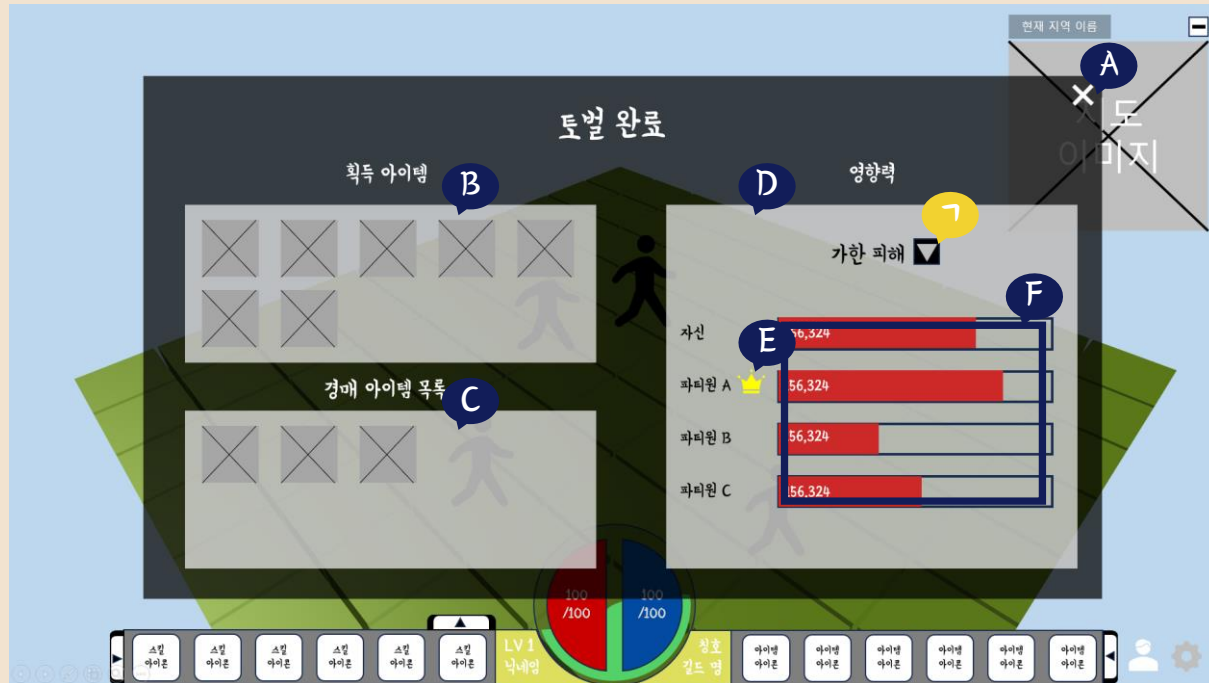 현재 지역 이름
A
지도
이미지
토벌 완료
획득 아이템
B
D
영향력
ㄱ
가한 피해
F
자신
156,324
E
파티원 A
156,324
경매 아이템 목록
C
파티원 B
156,324
파티원 C
156,324
100
/100
100
/100
스킬
아이콘
스킬
아이콘
스킬
아이콘
스킬
아이콘
스킬
아이콘
스킬
아이콘
LV 1
닉네임
칭호
길드 명
아이템
아이콘
아이템
아이콘
아이템
아이콘
아이템
아이콘
아이템
아이콘
아이템
아이콘